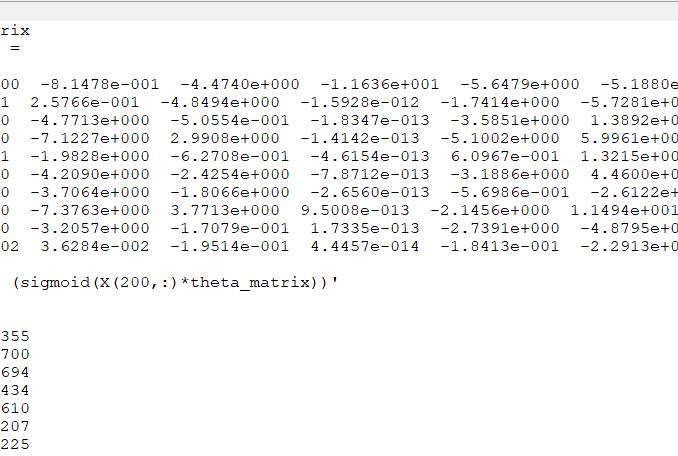 rix
=
00 -8.1478e-001 -4.4740e+000 -1.1636e+001 -5.6479e+000 -5.1880e
1 2.5766e-001 -4.8494e+000 -1.5928e-012 -1.7414e+000 -5.7281e+0
0 -4.7713e+000 -5.0554e-001 -1.8347e-013 -3.5851e+000 1.3892e+0
0 -7.1227e+000 2.9908e+000 -1.4142e-013 -5.1002e+000 5.9961e+00
1 -1.9828e+000 -6.2708e-001 -4.6154e-013 6.0967e-001 1.3215e+00
0 -4.2090e+000 -2.4254e+000 -7.8712e-013 -3.1886e+000 4.4600e+0
0 -3.7064e+000 -1.8066e+000 -2.6560e-013 -5.6986e-001 -2.6122e+
0 -7.3763e+000 3.7713e+000 9.5008e-013 -2.1456e+000 1.1494e+001
0 -3.2057e+000 -1.7079e-001 1.7335e-013 -2.7391e+000 -4.8795e+0
02 3.6284e-002 -1.9514e-001 4.4457e-014 -1.8413e-001 -2.2913e+0
(sigmoid(X(200,:)*theta_matrix))'
355
700
694
434
610
207
225